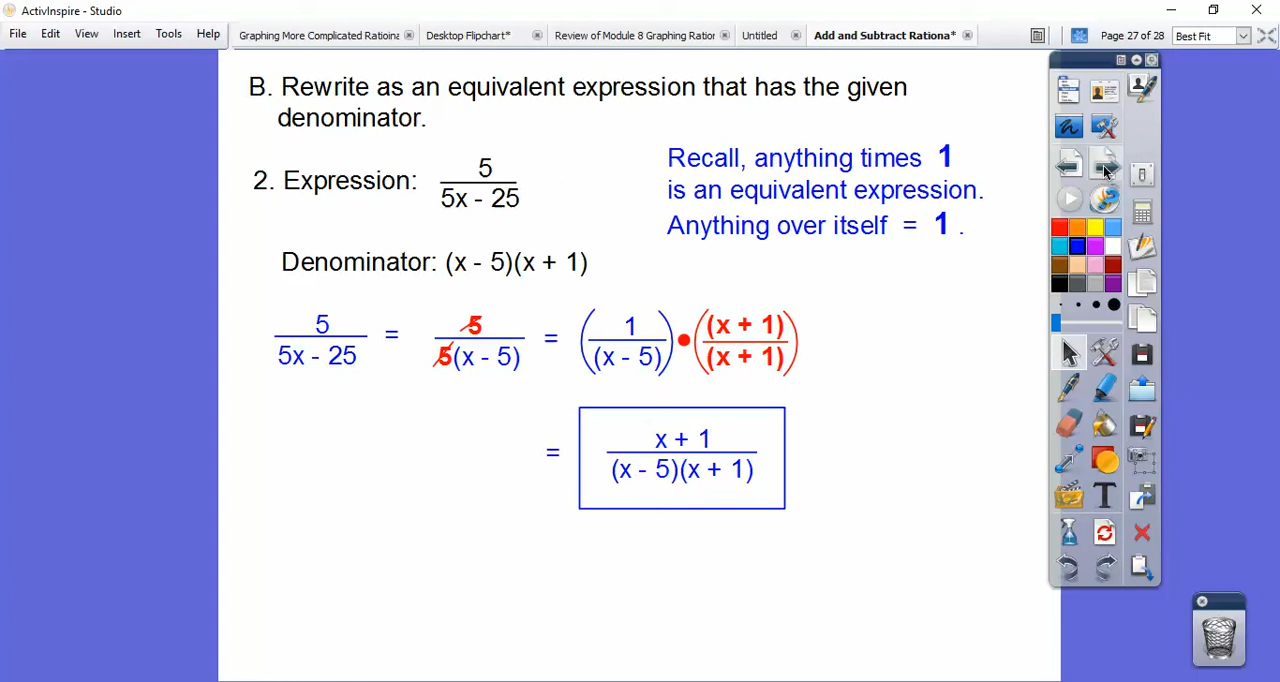 ActivInspire - Studio
File Edit View Insert Tools Help
Graphing More Complicated Rationa
Desktop Flipchart*
Review of Module 8 Graphing Ration
Untitled
Add and Subtract Rationa*
Page 27 of 28
Best Fit
B. Rewrite as an equivalent expression that has the given
denominator.
2. Expression: 5
5x - 25
Recall, anything times 1
is an equivalent expression.
Anything over itself = 1 .
Denominator: (x - 5)(x + 1)
5 5 1 (x + 1)
= = •
5x - 25 5(x - 5) (x - 5) (x + 1)
x + 1
=
(x - 5)(x + 1)
T